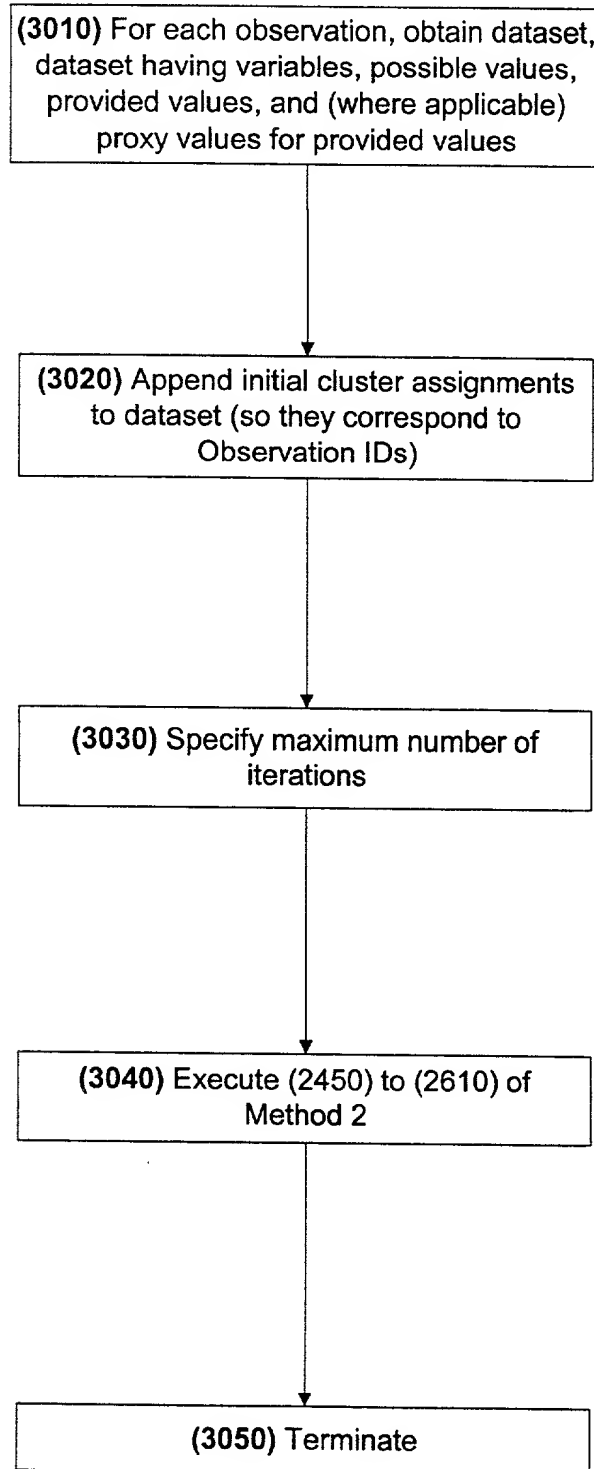 (3010) For each observation, obtain dataset,
dataset having variables, possible values,
provided values, and (where applicable)
proxy values for provided values
(3020) Append initial cluster assignments
to dataset (so they correspond to
Observation IDs)
(3030) Specify maximum number of
iterations
(3040) Execute (2450) to (2610) of
Method 2
(3050) Terminate